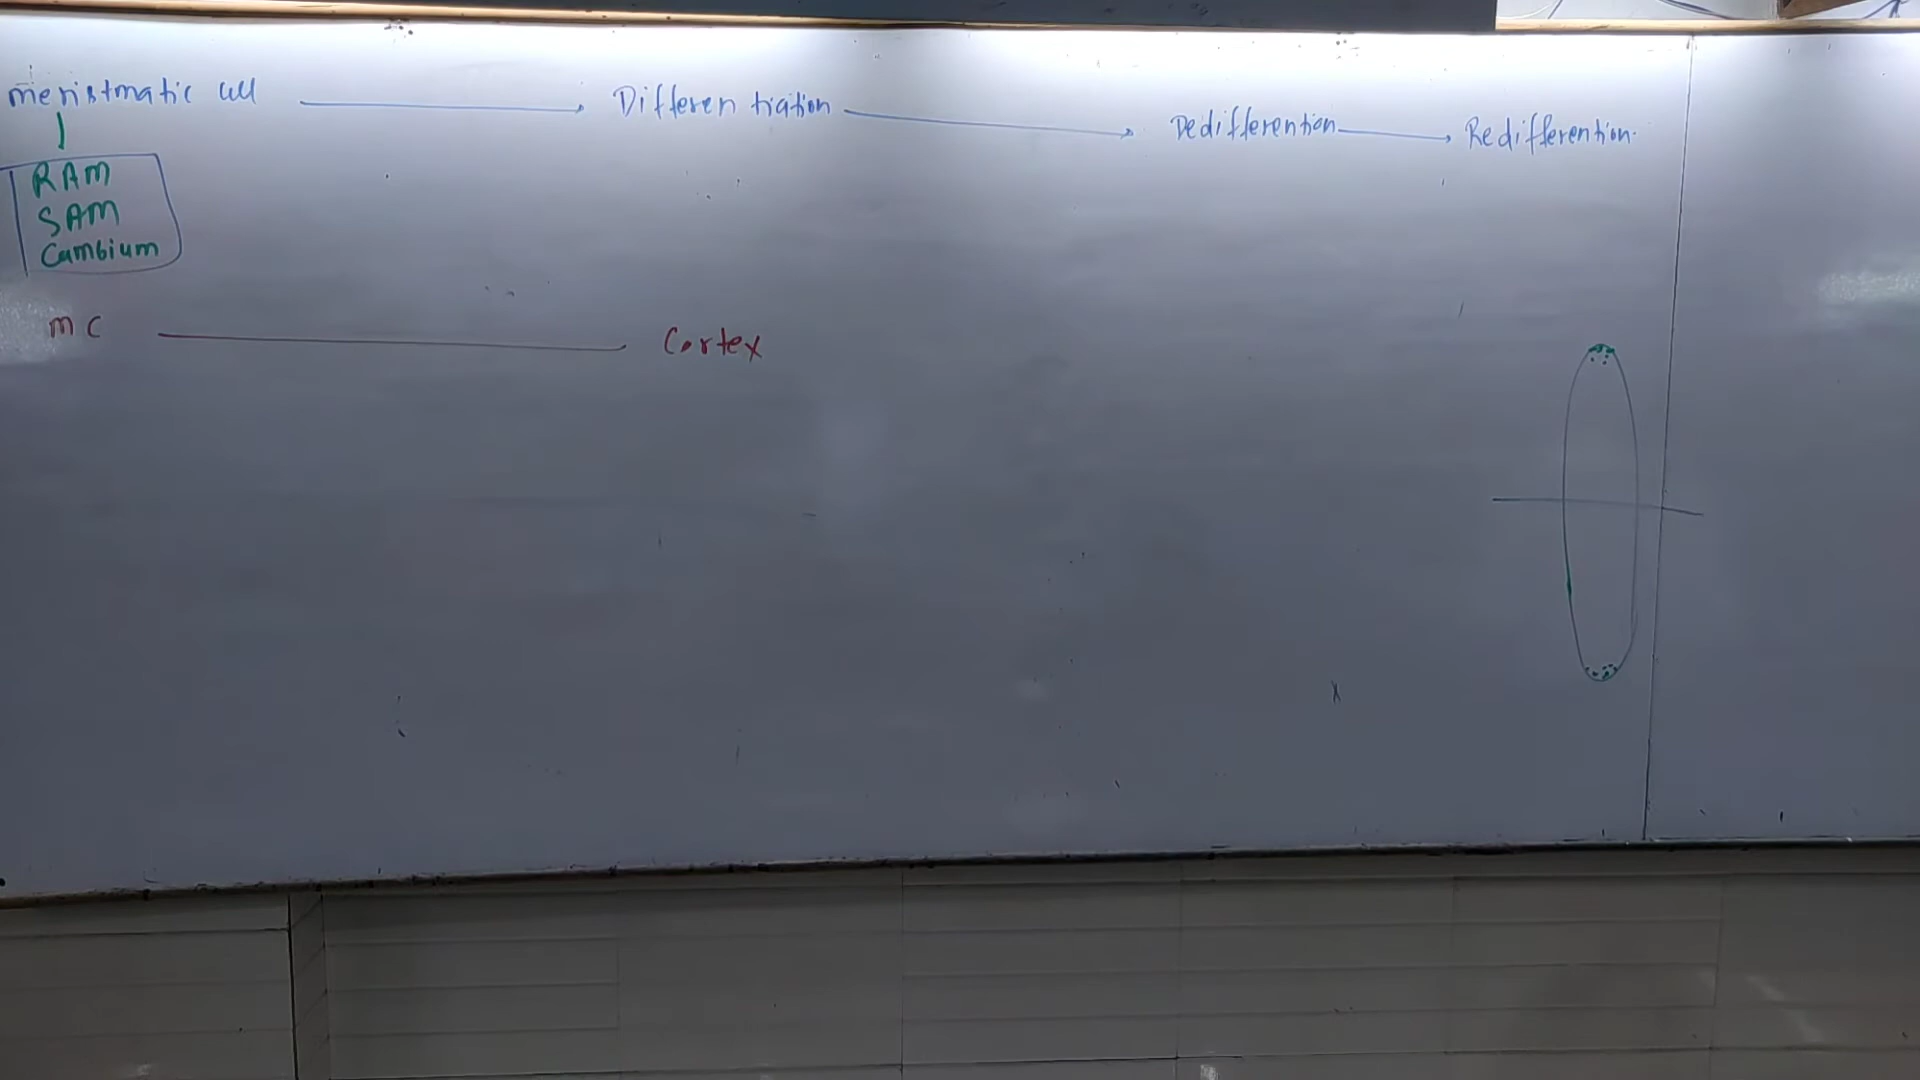 meristmatic cell → Differentiation → Dedifferention → Redifferention.
RAM
SAM
Cambium
mc → Cortex